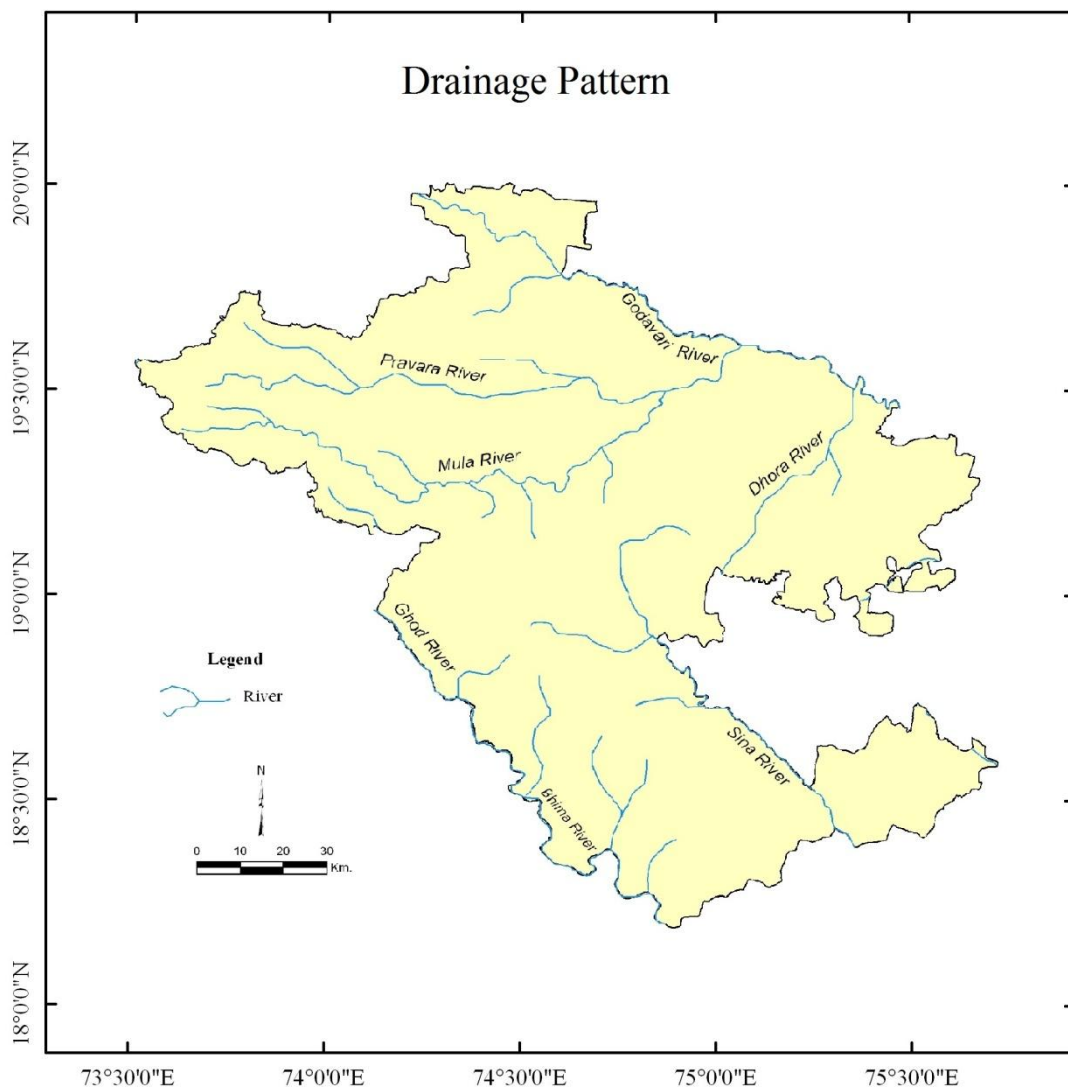 Drainage Pattern
20°0'0"N
19°30'0"N
19°0'0"N
18°30'0"N
18°0'0"N
Godavari River
Pravara River
Mula River
Dhora River
Ghod River
Sina River
Bhima River
Legend
River
N
0 10 20 30
Km.
73°30'0"E 74°0'0"E 74°30'0"E 75°0'0"E 75°30'0"E